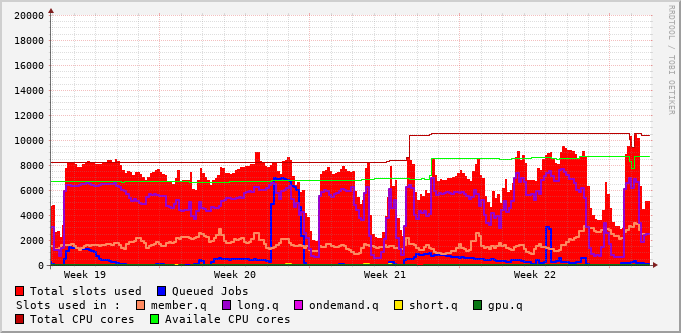 20000
18000
16000
14000
12000
10000
8000
6000
4000
2000
0
Week 19 Week 20 Week 21 Week 22
RRDTOOL / TOBI OETIKER
Total slots used Queued Jobs
Slots used in : member.q long.q ondemand.q short.q gpu.q
Total CPU cores Availale CPU cores